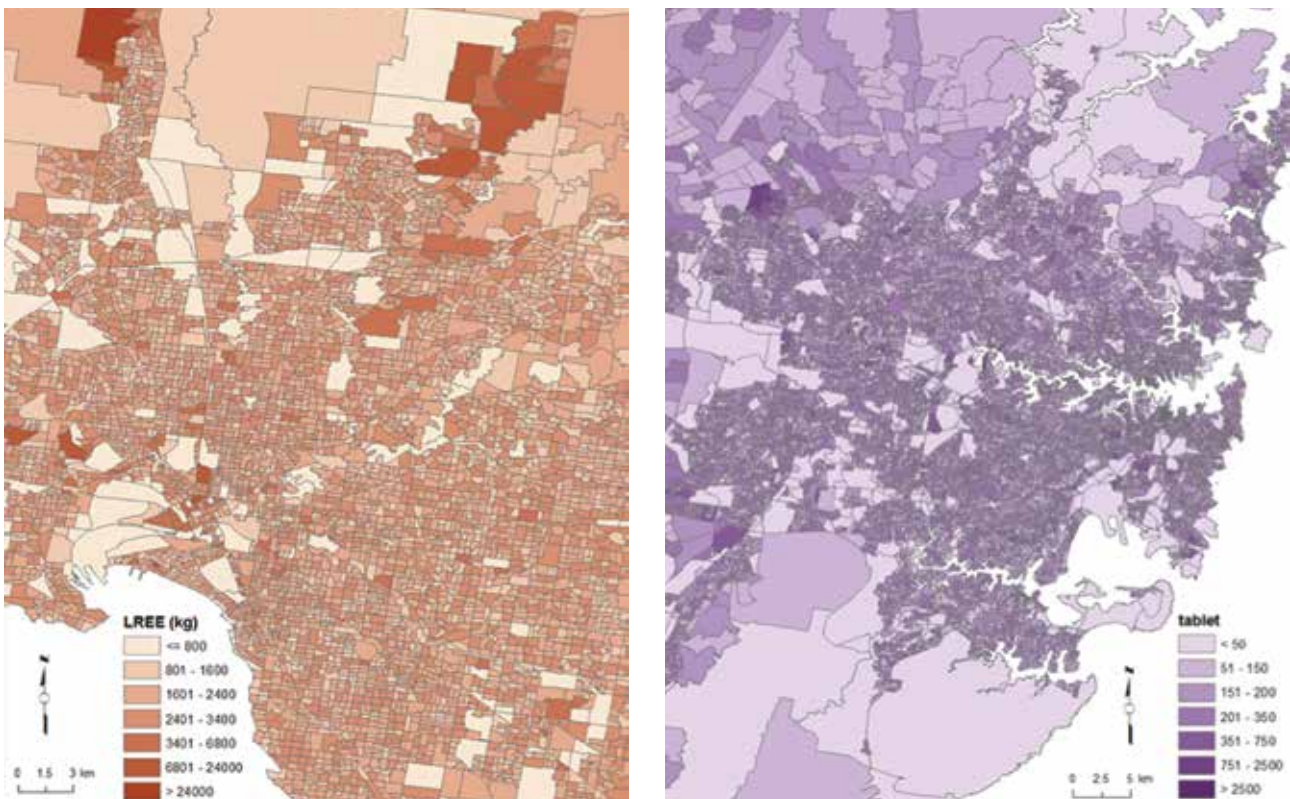 LREE (kg)
<= 800
801 - 1600
1601 - 2400
2401 - 3400
3401 - 6800
6801 - 24000
> 24000
N
0 1.5 3 km
tablet
< 50
51 - 150
151 - 200
201 - 350
351 - 750
751 - 2500
> 2500
N
0 2.5 5 km